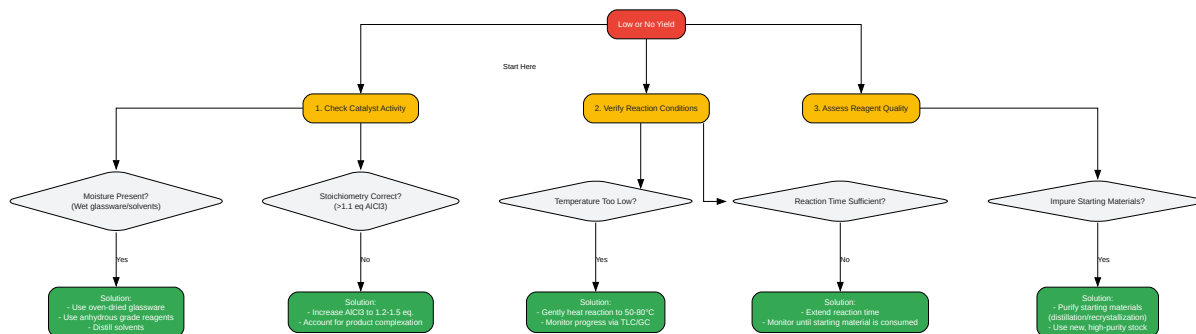 Low or No Yield
Start Here
1. Check Catalyst Activity
2. Verify Reaction Conditions
3. Assess Reagent Quality
Moisture Present?
(Wet glassware/solvents)
Stoichiometry Correct?
(>1.1 eq AlCl3)
Temperature Too Low?
Reaction Time Sufficient?
Impure Starting Materials?
Yes
No
Yes
No
Yes
Solution:
- Use oven-dried glassware
- Use anhydrous grade reagents
- Distill solvents
Solution:
- Increase AlCl3 to 1.2-1.5 eq.
- Account for product complexation
Solution:
- Gently heat reaction to 50-80°C
- Monitor progress via TLC/GC
Solution:
- Extend reaction time
- Monitor until starting material is consumed
Solution:
- Purify starting materials
(distillation/recrystallization)
- Use new, high-purity stock